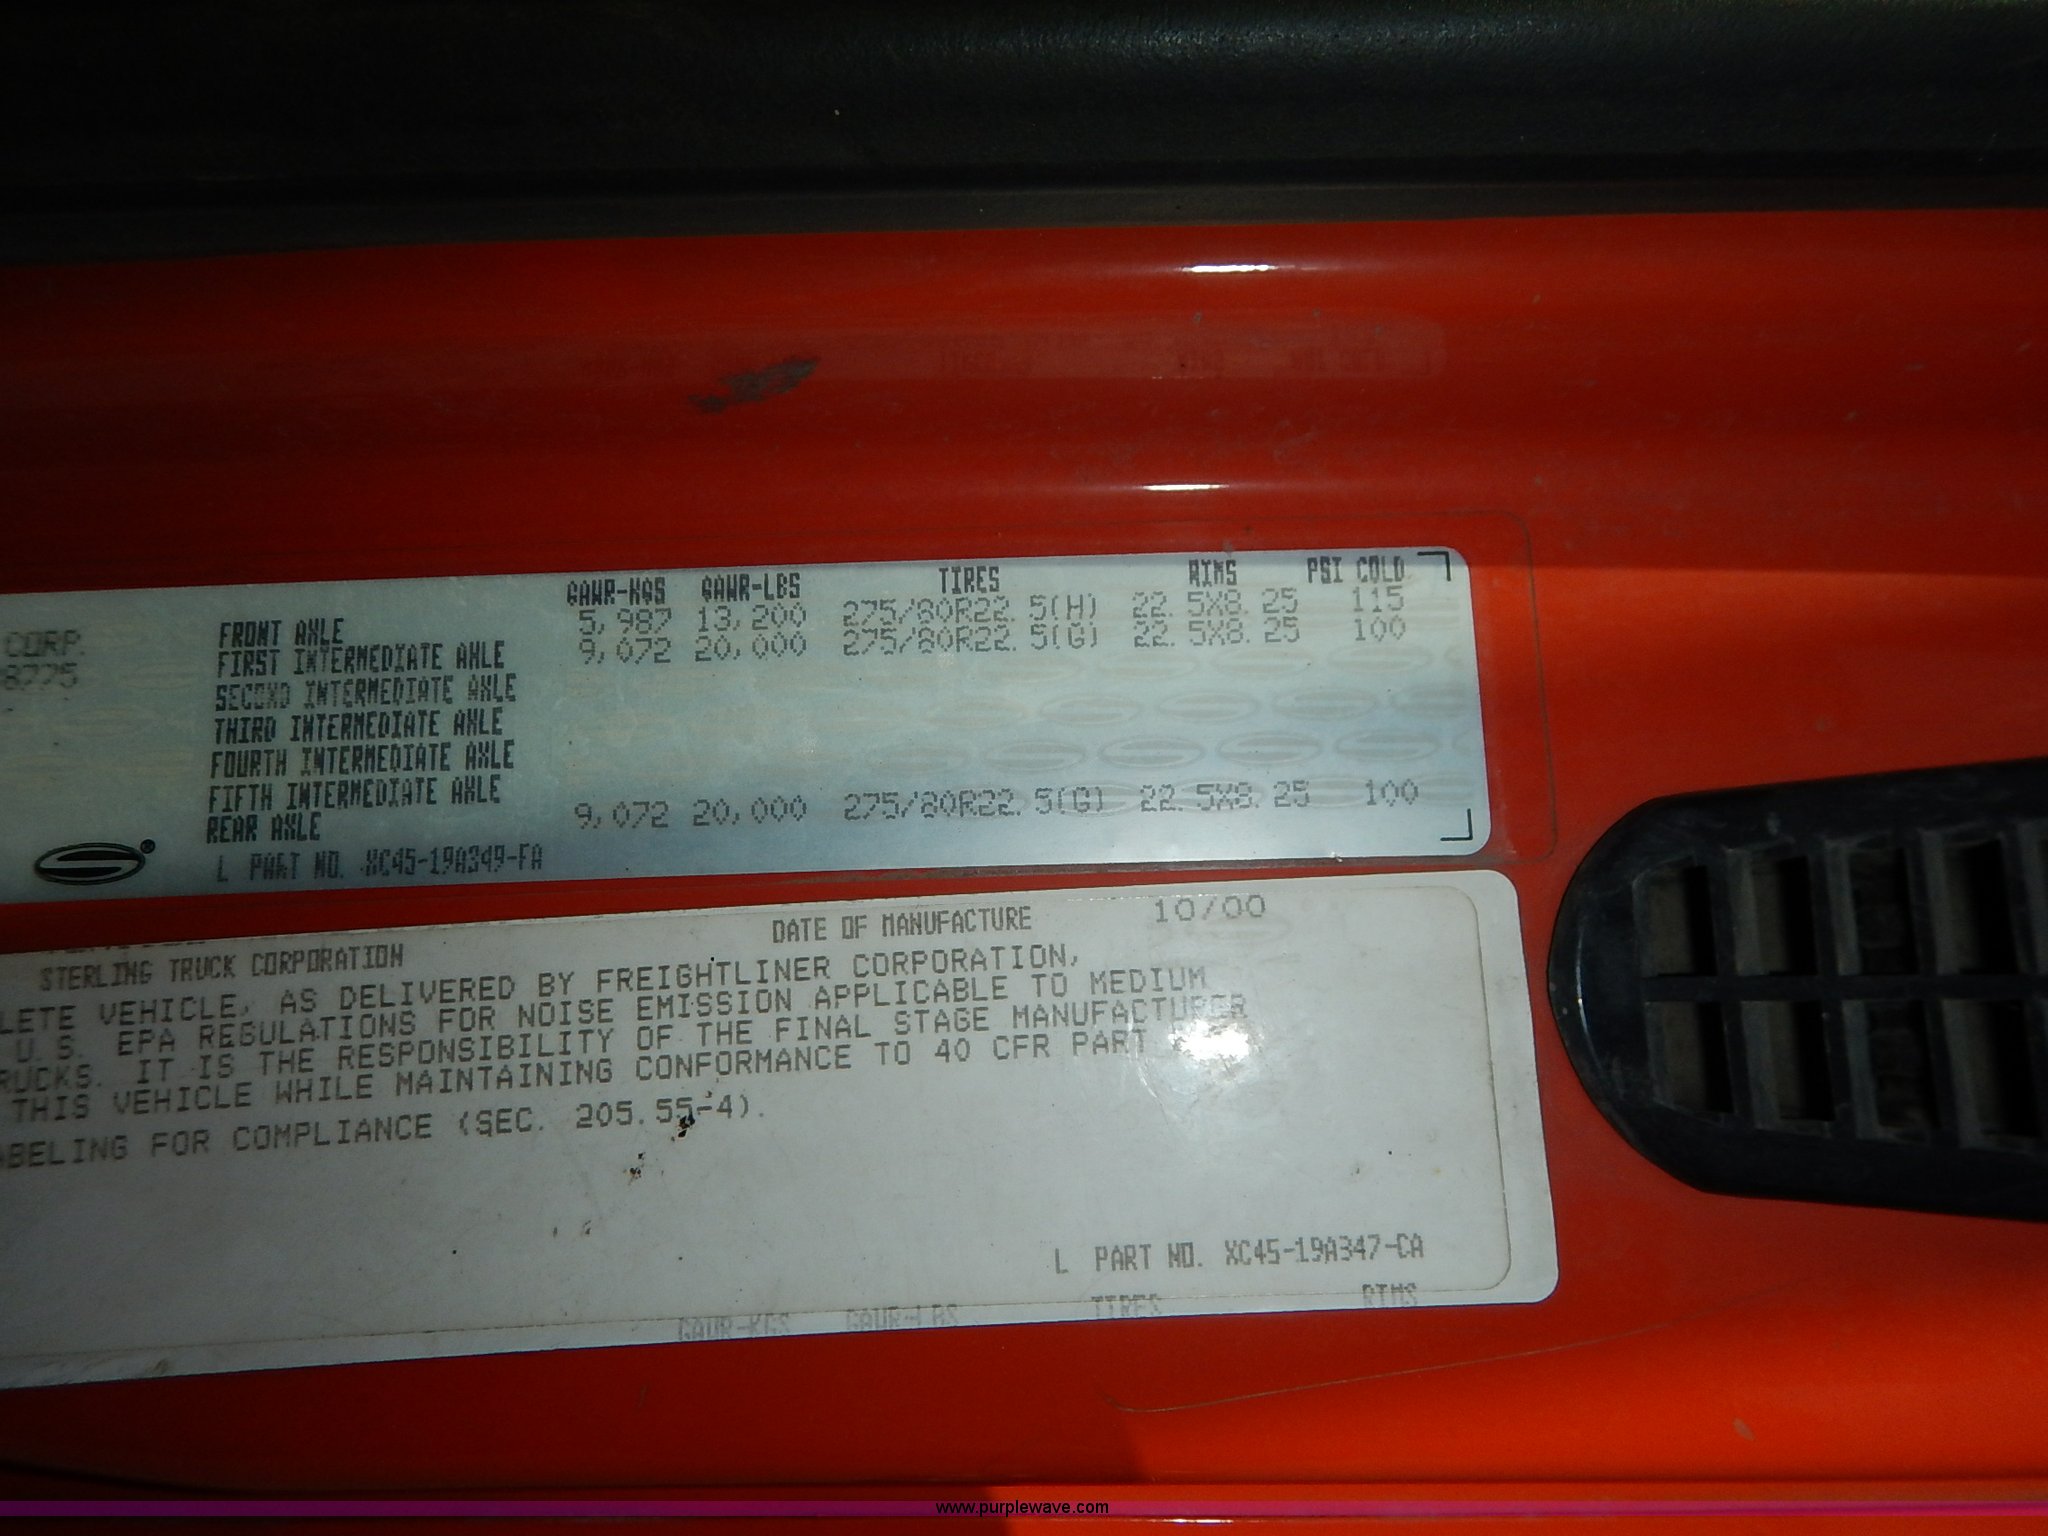 GAWR-KGS GAWR-LBS TIRES RIMS PSI COLD
FRONT AXLE 5,987 13,200 275/80R22.5(H) 22.5X8.25 115
FIRST INTERMEDIATE AXLE 9,072 20,000 275/80R22.5(G) 22.5X8.25 100
SECOND INTERMEDIATE AXLE
THIRD INTERMEDIATE AXLE
FOURTH INTERMEDIATE AXLE
FIFTH INTERMEDIATE AXLE
REAR AXLE 9,072 20,000 275/80R22.5(G) 22.5X8.25 100
CORP.
8775
®
L PART NO. XC45-19A349-FA
DATE OF MANUFACTURE 10/00
STERLING TRUCK CORPORATION
LETE VEHICLE, AS DELIVERED BY FREIGHTLINER CORPORATION,
U.S. EPA REGULATIONS FOR NOISE EMISSION APPLICABLE TO MEDIUM
RUCKS. IT IS THE RESPONSIBILITY OF THE FINAL STAGE MANUFACTURER
THIS VEHICLE WHILE MAINTAINING CONFORMANCE TO 40 CFR PART
ABELING FOR COMPLIANCE (SEC. 205.55-4).
L PART NO. XC45-19A347-CA
GAWR-KGS GAWR-LBS TIRES RIMS
www.purplewave.com